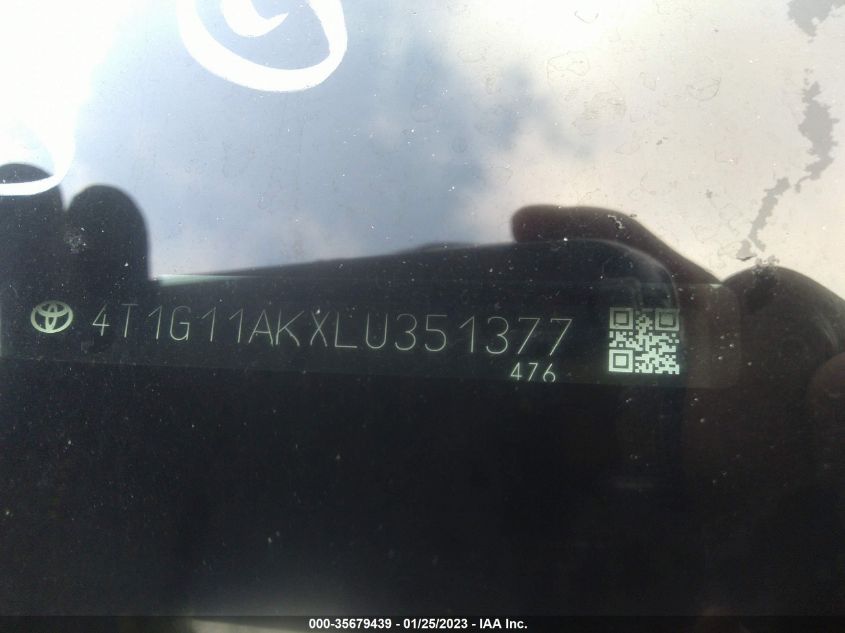 4T1G11AKXLU351377
476
000-35679439 - 01/25/2023 - IAA Inc.